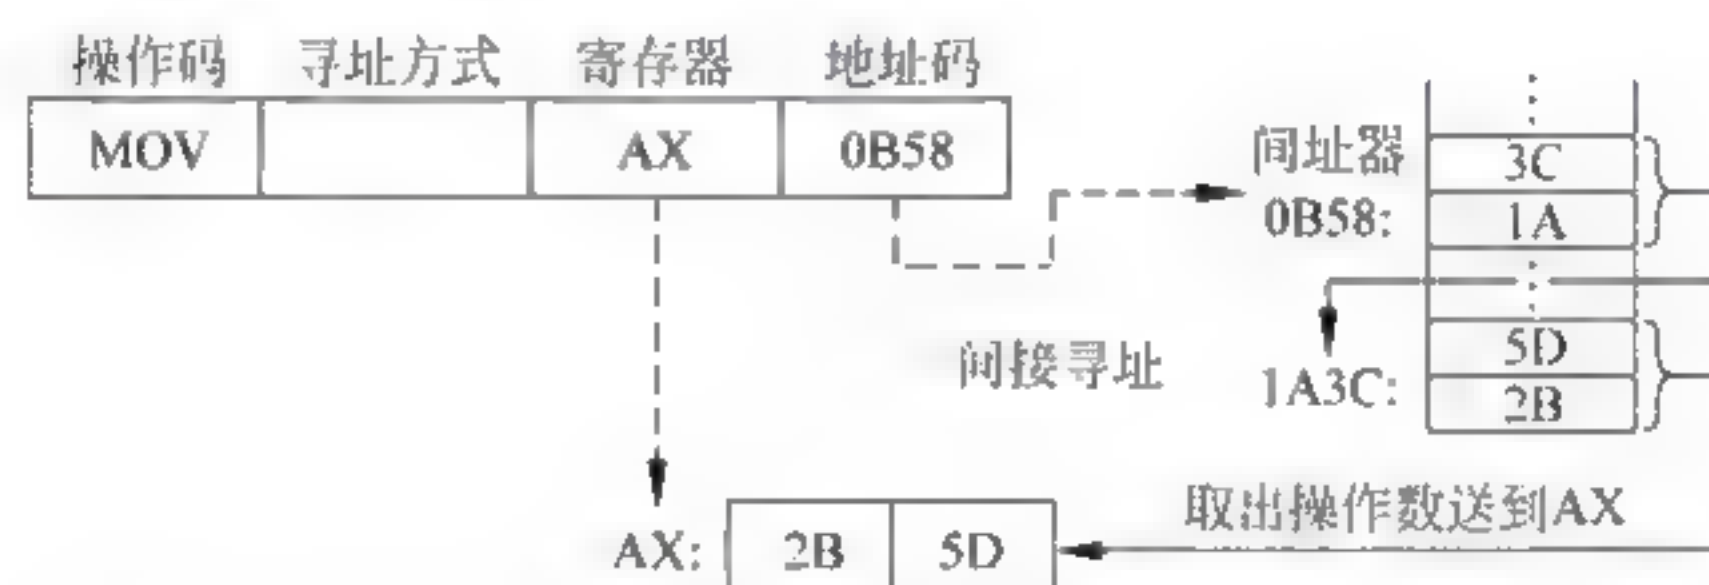 操作码 寻址方式 寄存器 地址码
MOV AX 0B58
间址器
0B58:
3C
1A
间接寻址
1A3C:
5D
2B
取出操作数送到AX
AX: 2B 5D